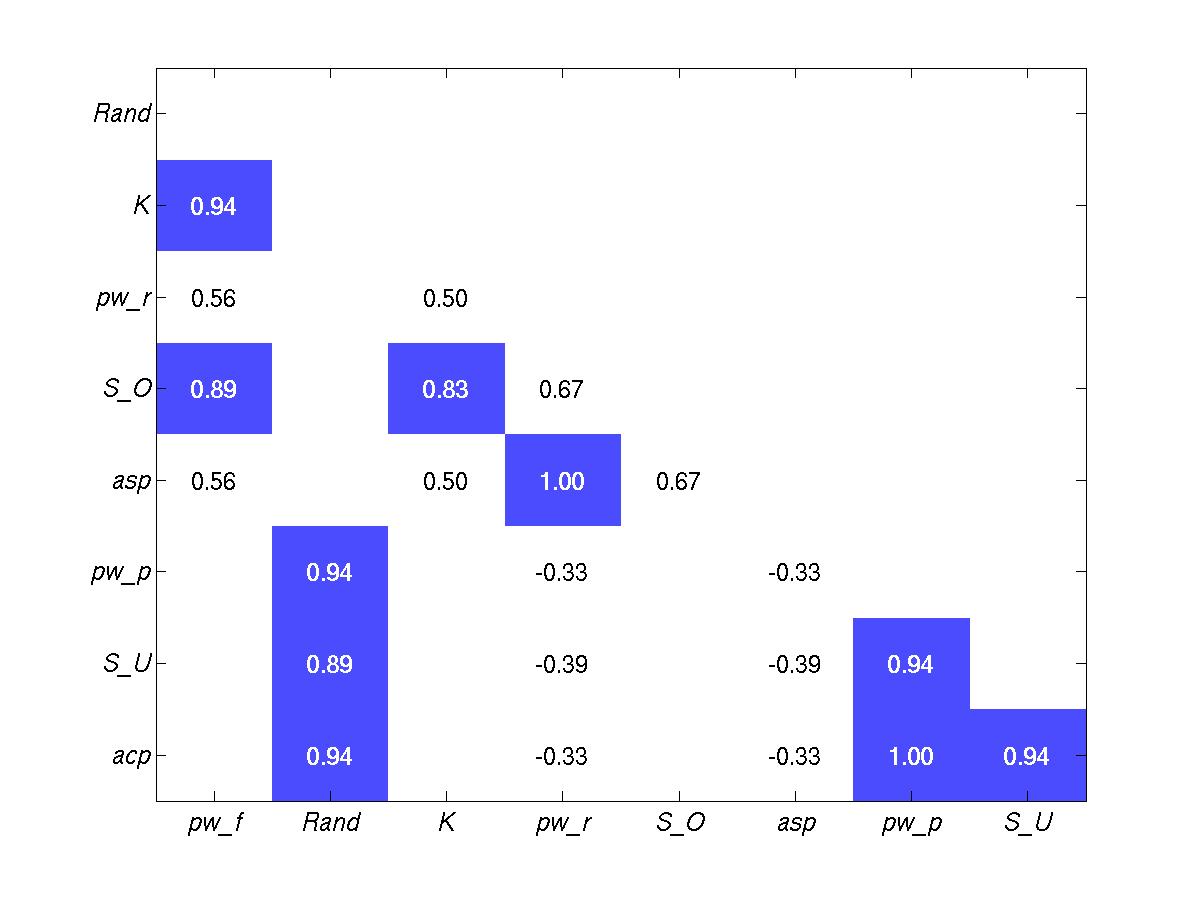 Rand
K 0.94
pw_r 0.56 0.50
S_O 0.89 0.83 0.67
asp 0.56 0.50 1.00 0.67
pw_p 0.94 -0.33 -0.33
S_U 0.89 -0.39 -0.39 0.94
acp 0.94 -0.33 -0.33 1.00 0.94
pw_f Rand K pw_r S_O asp pw_p S_U